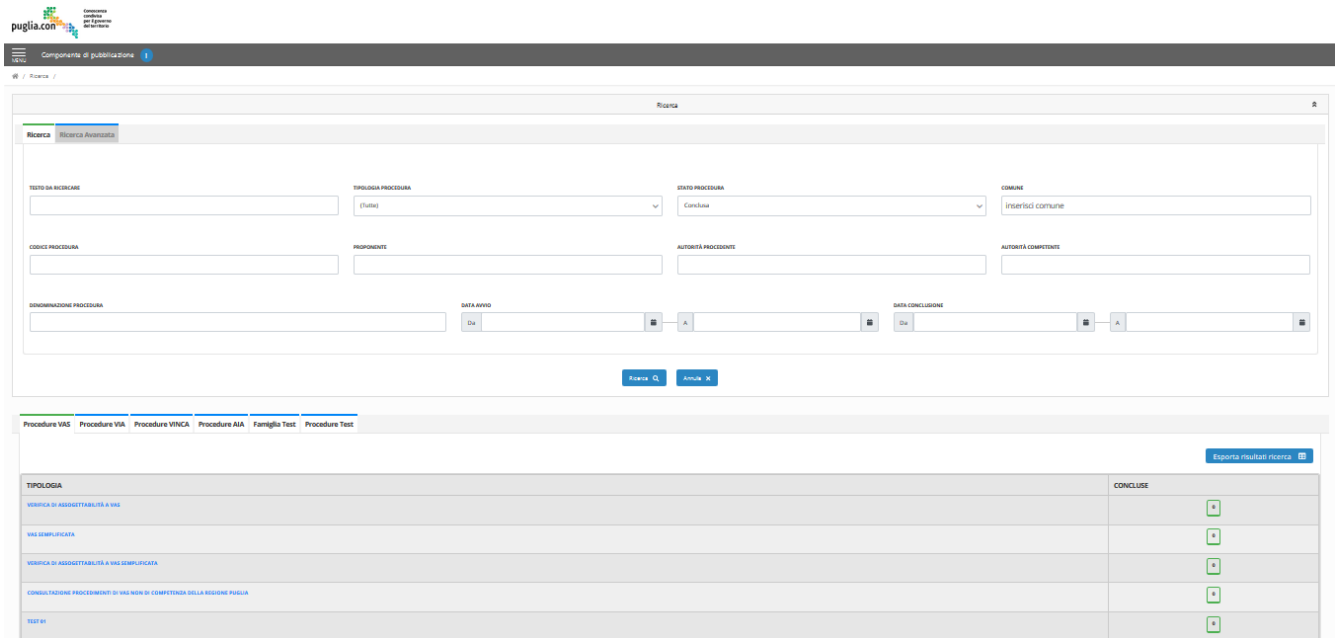 puglia.con
Conoscenza
condivisa
per il governo
del territorio
MENU Componente di pubblicazione i
/ Ricerca /
Ricerca
Ricerca Ricerca Avanzata
TESTO DA RICERCARE TIPOLOGIA PROCEDURA STATO PROCEDURA COMUNE
(Tutte) Conclusa inserisci comune
CODICE PROCEDURA PROPONENTE AUTORITÀ PROCEDENTE AUTORITÀ COMPETENTE
DENOMINAZIONE PROCEDURA DATA AVVIO DATA CONCLUSIONE
Da A Da A
Ricerca Annulla
Procedure VAS Procedure VIA Procedure VINCA Procedure AIA Famiglia Test Procedure Test
Esporta risultati ricerca
TIPOLOGIA CONCLUSE
VERIFICA DI ASSOGETTABILITÀ A VAS 0
VAS SEMPLIFICATA 0
VERIFICA DI ASSOGETTABILITÀ A VAS SEMPLIFICATA 0
CONSULTAZIONE PROCEDIMENTI DI VAS NON DI COMPETENZA DELLA REGIONE PUGLIA 0
TEST 01 0